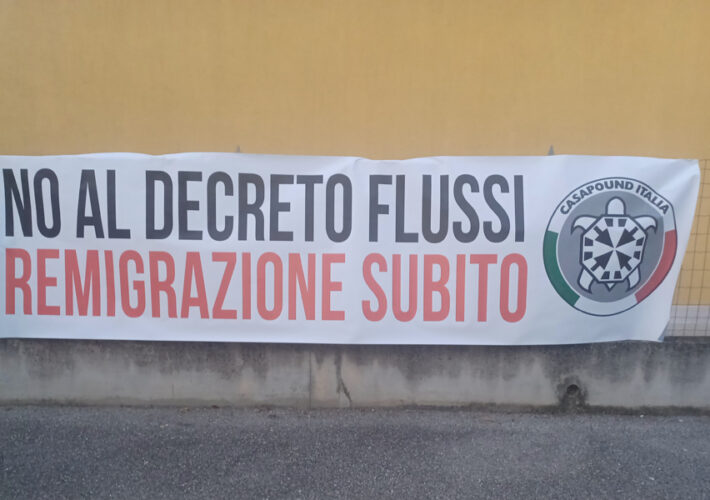 NO AL DECRETO FLUSSI
REMIGRAZIONE SUBITO
CASAPOUND ITALIA